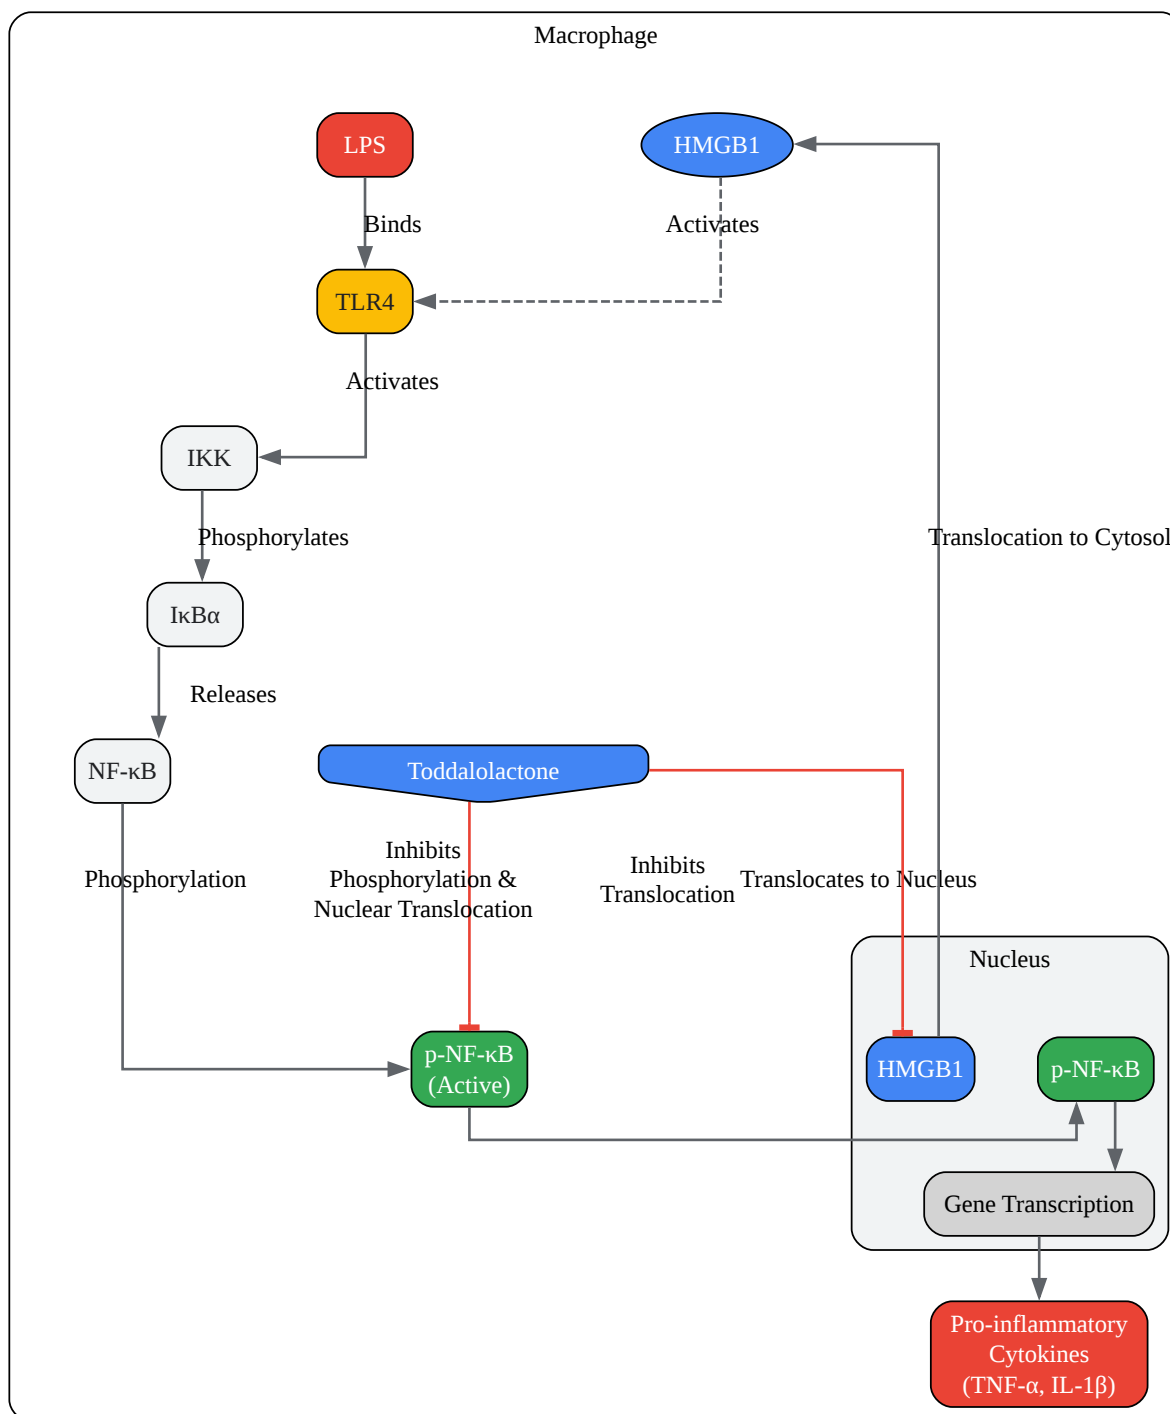 Macrophage
LPS
HMGB1
Binds
Activates
TLR4
Activates
IKK
Phosphorylates
Translocation to Cytosol
IκBα
Releases
NF-κB
Toddalolactone
Phosphorylation
Inhibits
Phosphorylation &
Nuclear Translocation
Inhibits
Translocation
Translocates to Nucleus
Nucleus
p-NF-κB
(Active)
HMGB1
p-NF-κB
Gene Transcription
Pro-inflammatory
Cytokines
(TNF-α, IL-1β)